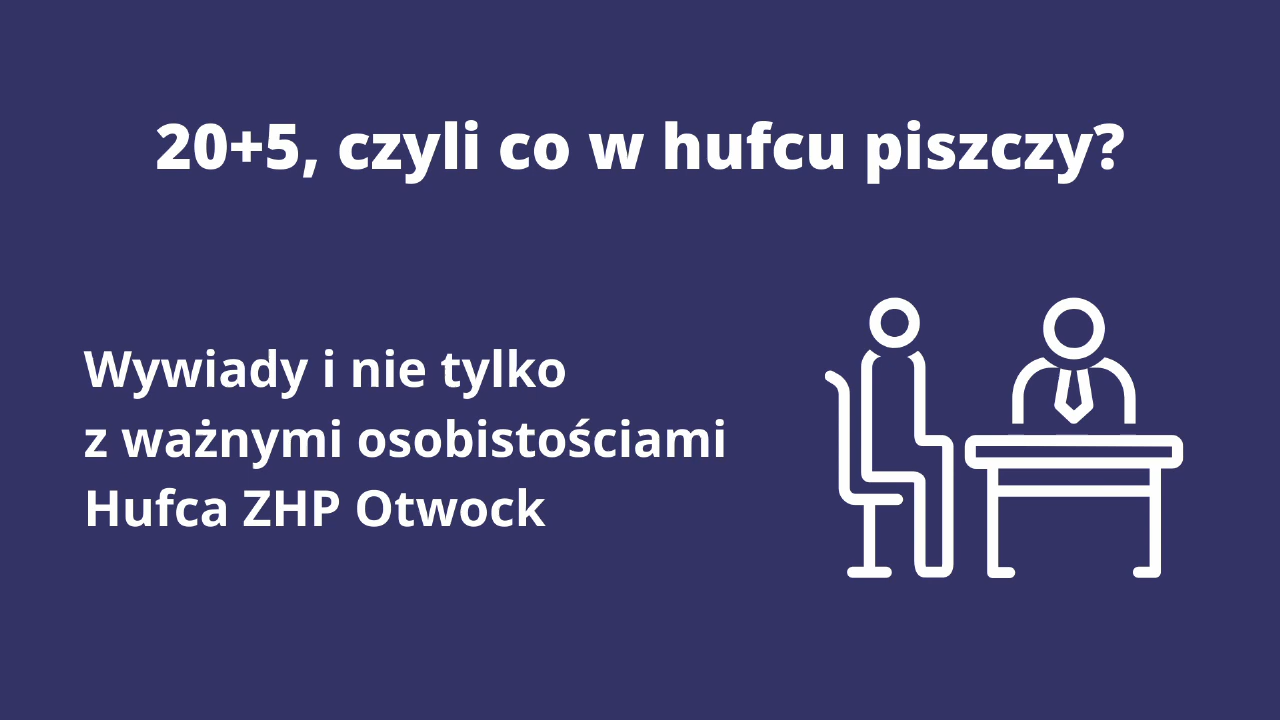 20+5, czyli co w hufcu piszczy?
Wywiady i nie tylko
z ważnymi osobistościami
Hufca ZHP Otwock